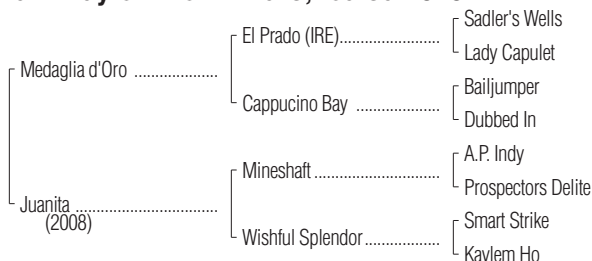 Sadler's Wells
El Prado (IRE)....................
Lady Capulet
Medaglia d'Oro ....................
Bailjumper
Cappucino Bay ....................
Dubbed In
A.P. Indy
Mineshaft ..............................
Prospectors Delite
Juanita ..................................
(2008)
Smart Strike
Wishful Splendor..................
Kaylem Ho